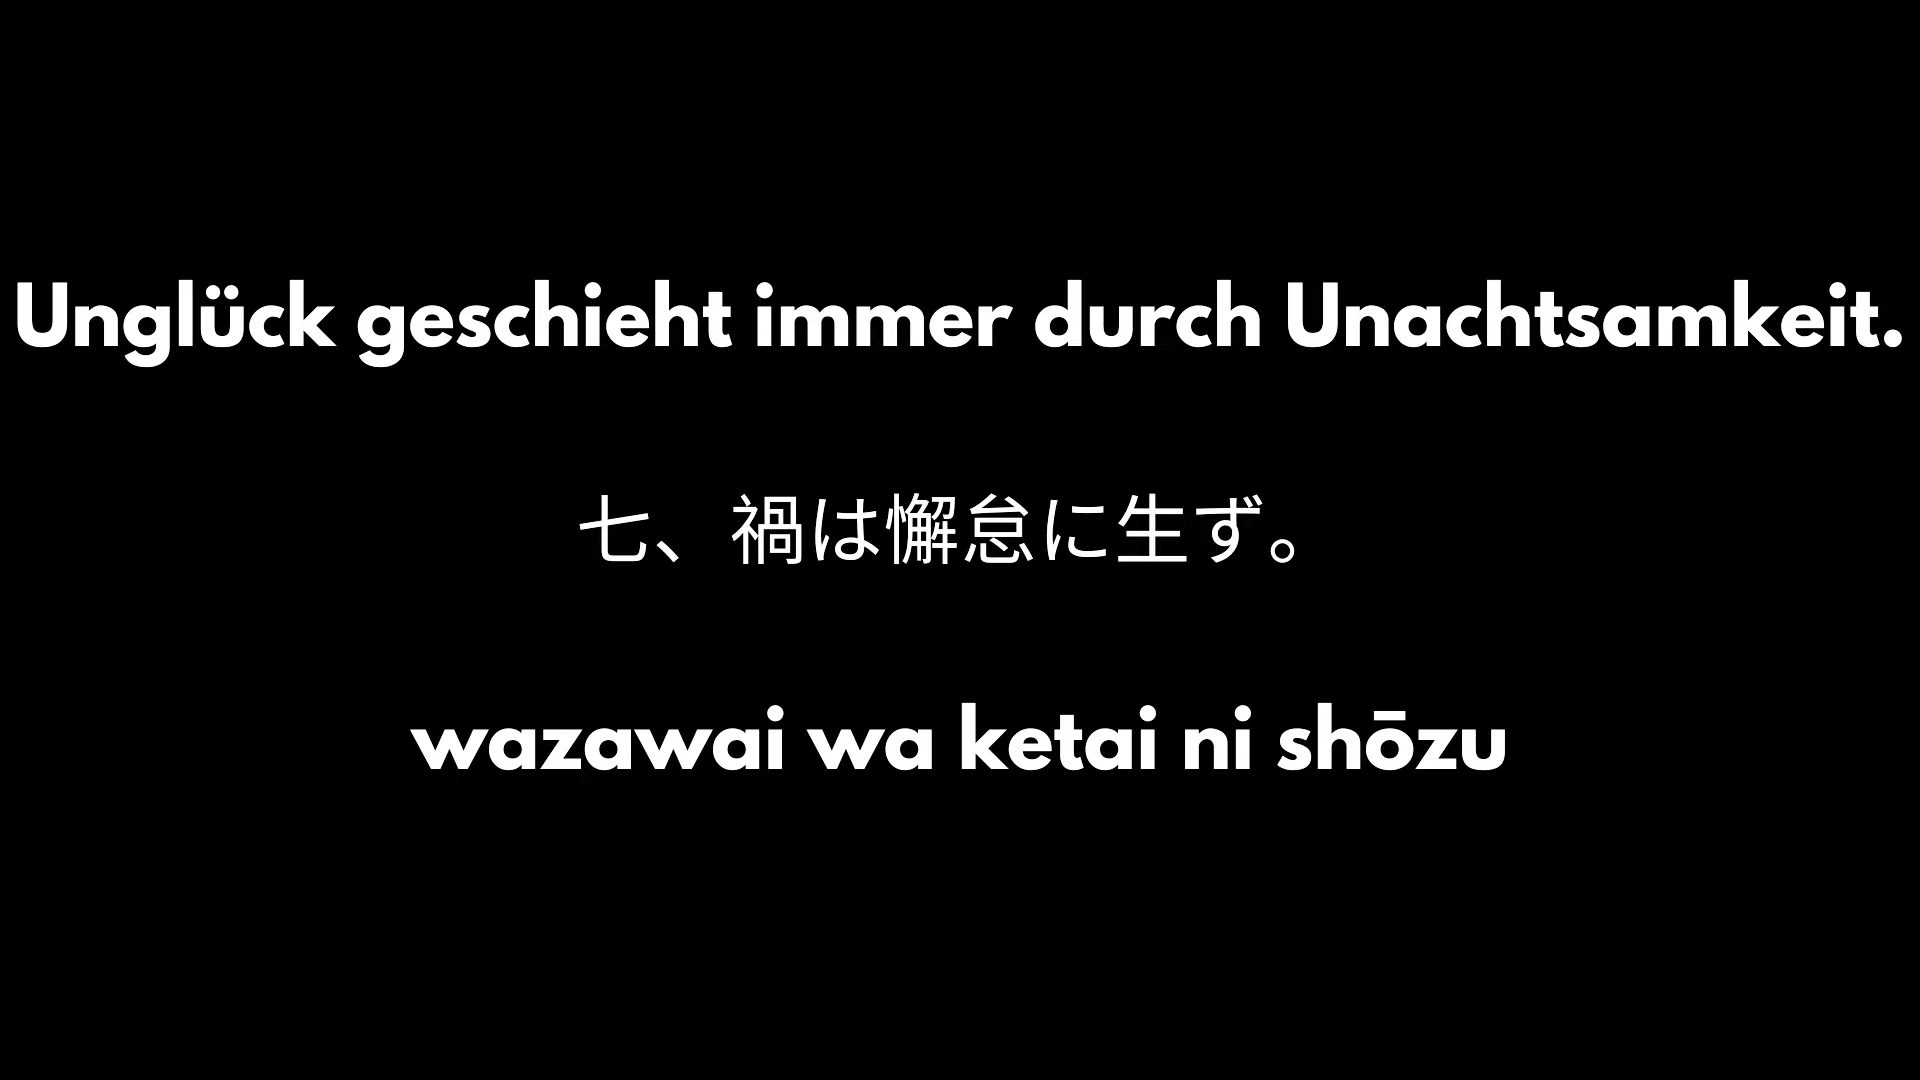 Unglück geschieht immer durch Unachtsamkeit.
七、禍は懈怠に生ず。
wazawai wa ketai ni shōzu